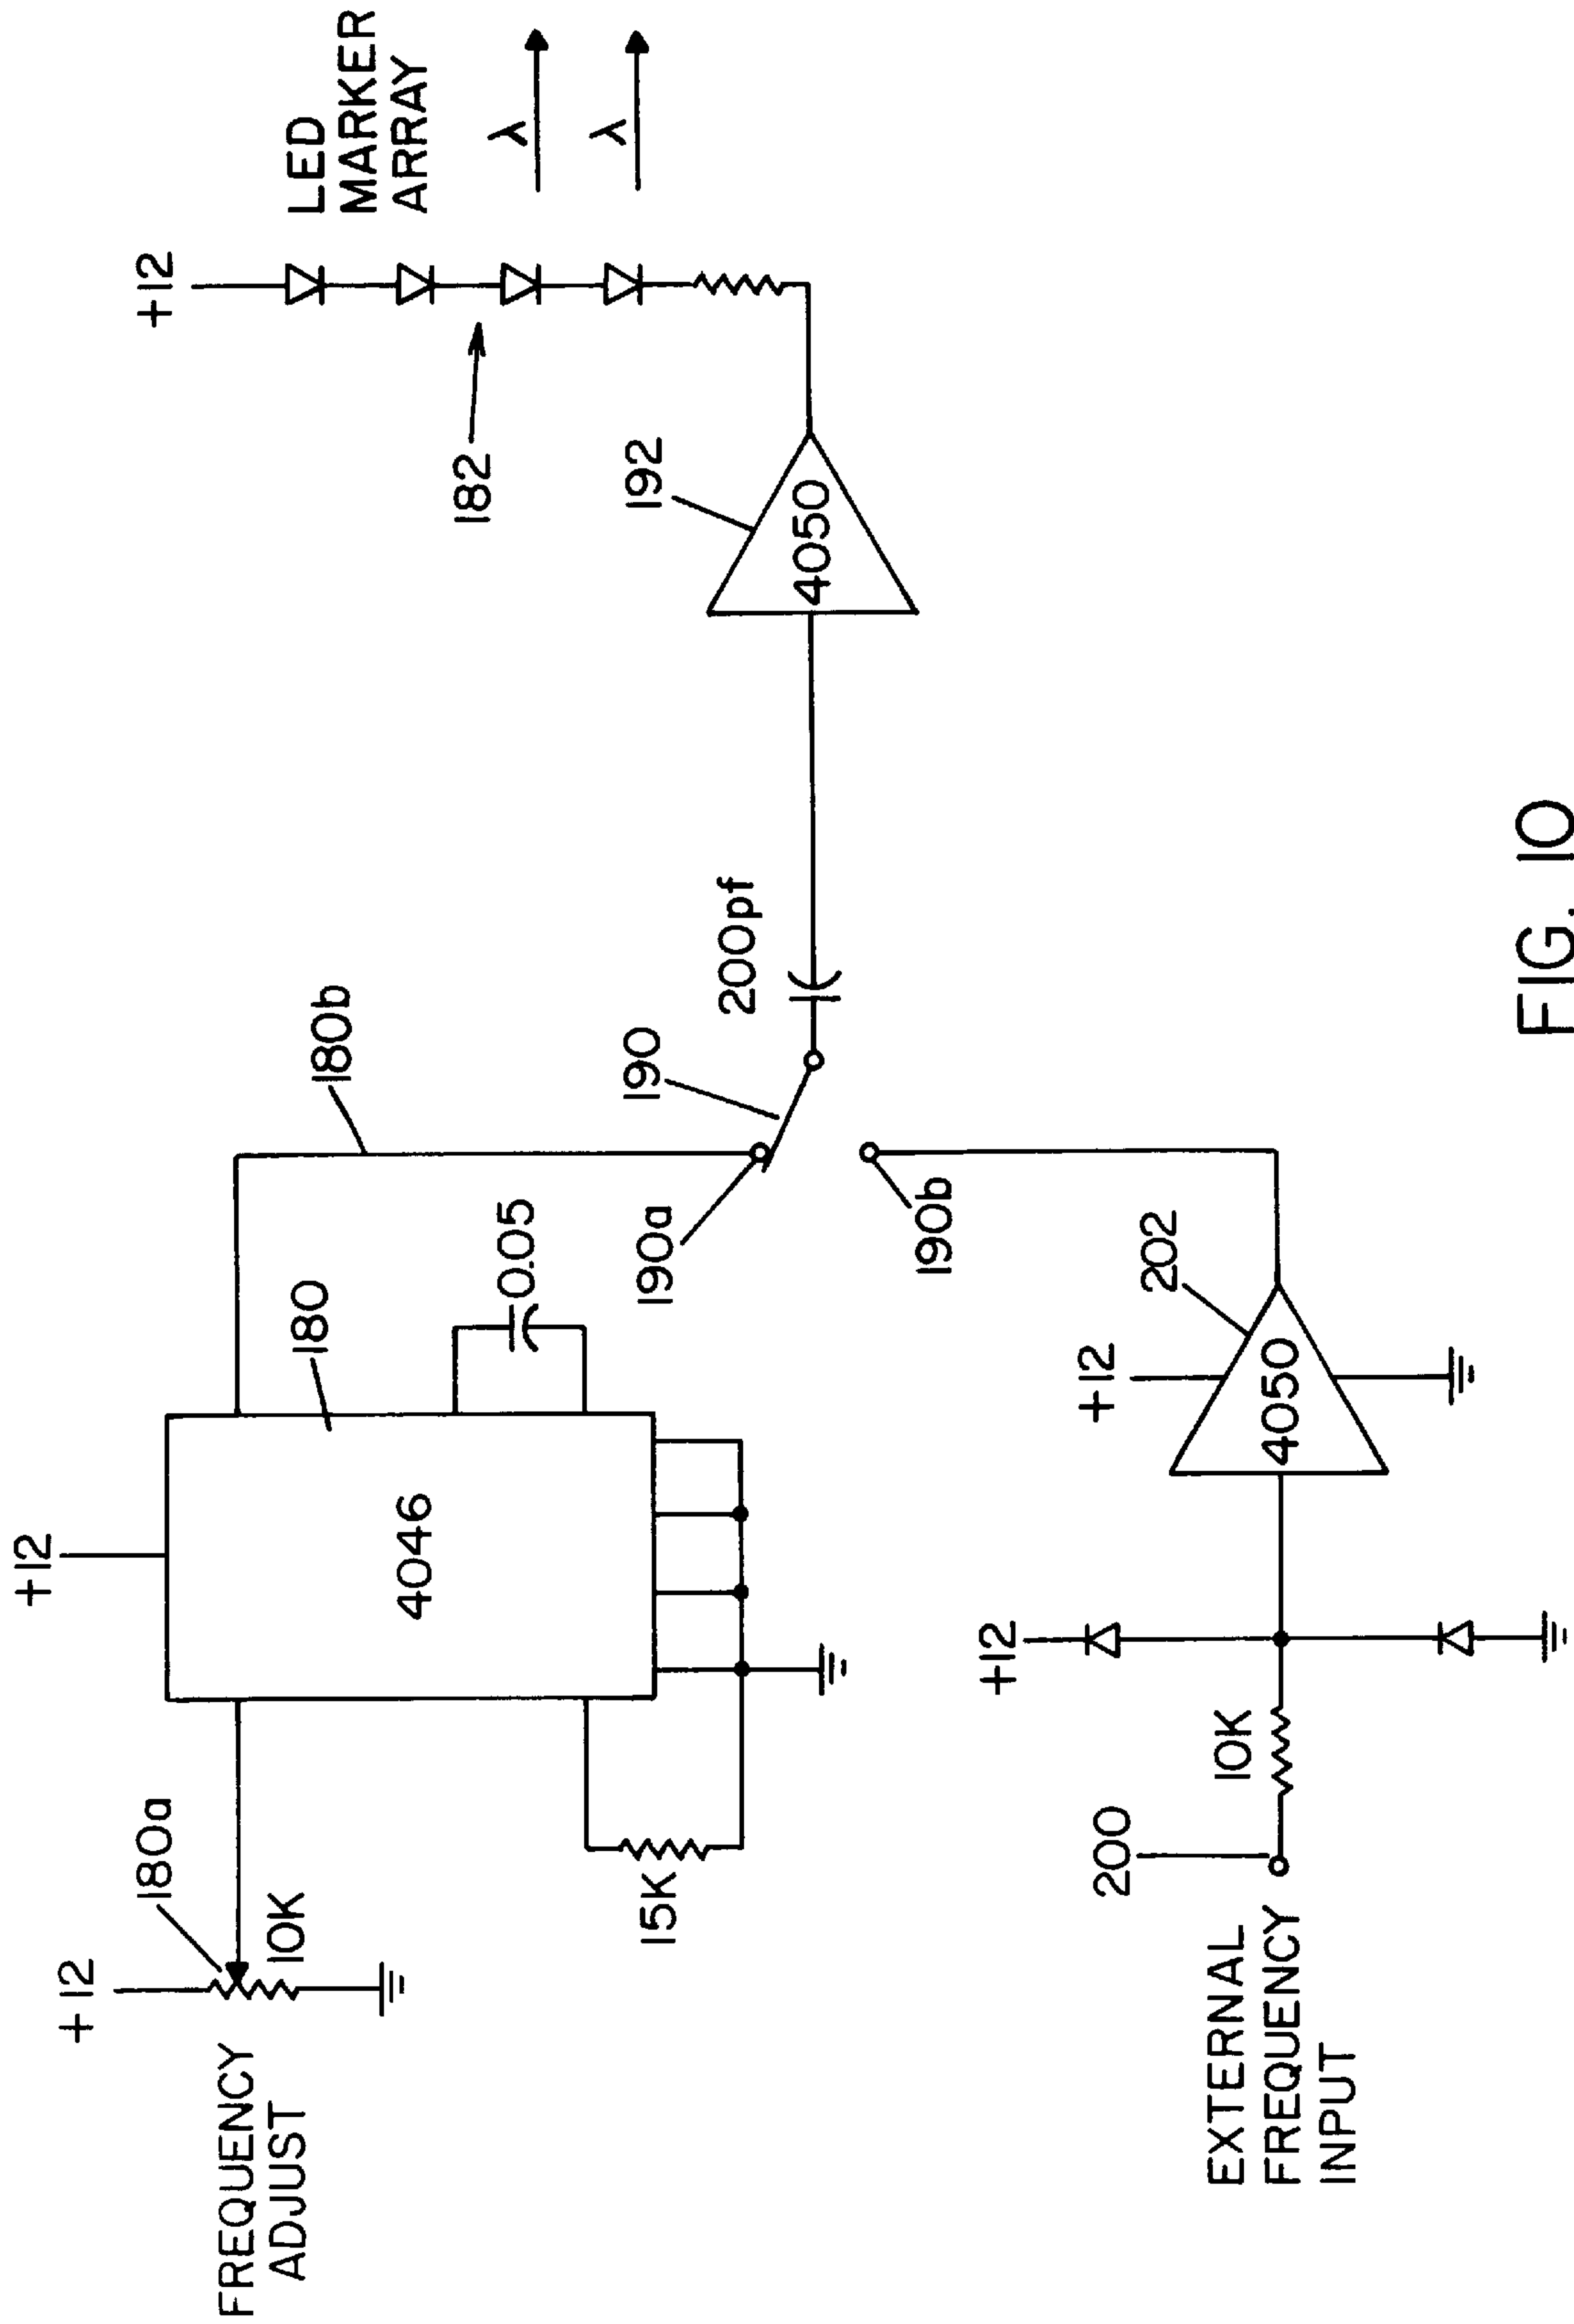 +12
FREQUENCY
ADJUST
180a
10K
+12
4046
180
180b
15K
0.05
190a
190
190b
200pf
4050
192
+12
182
LED
MARKER
ARRAY
λ
λ
EXTERNAL
FREQUENCY
INPUT
200
10K
+12
+12
4050
202
FIG. 10